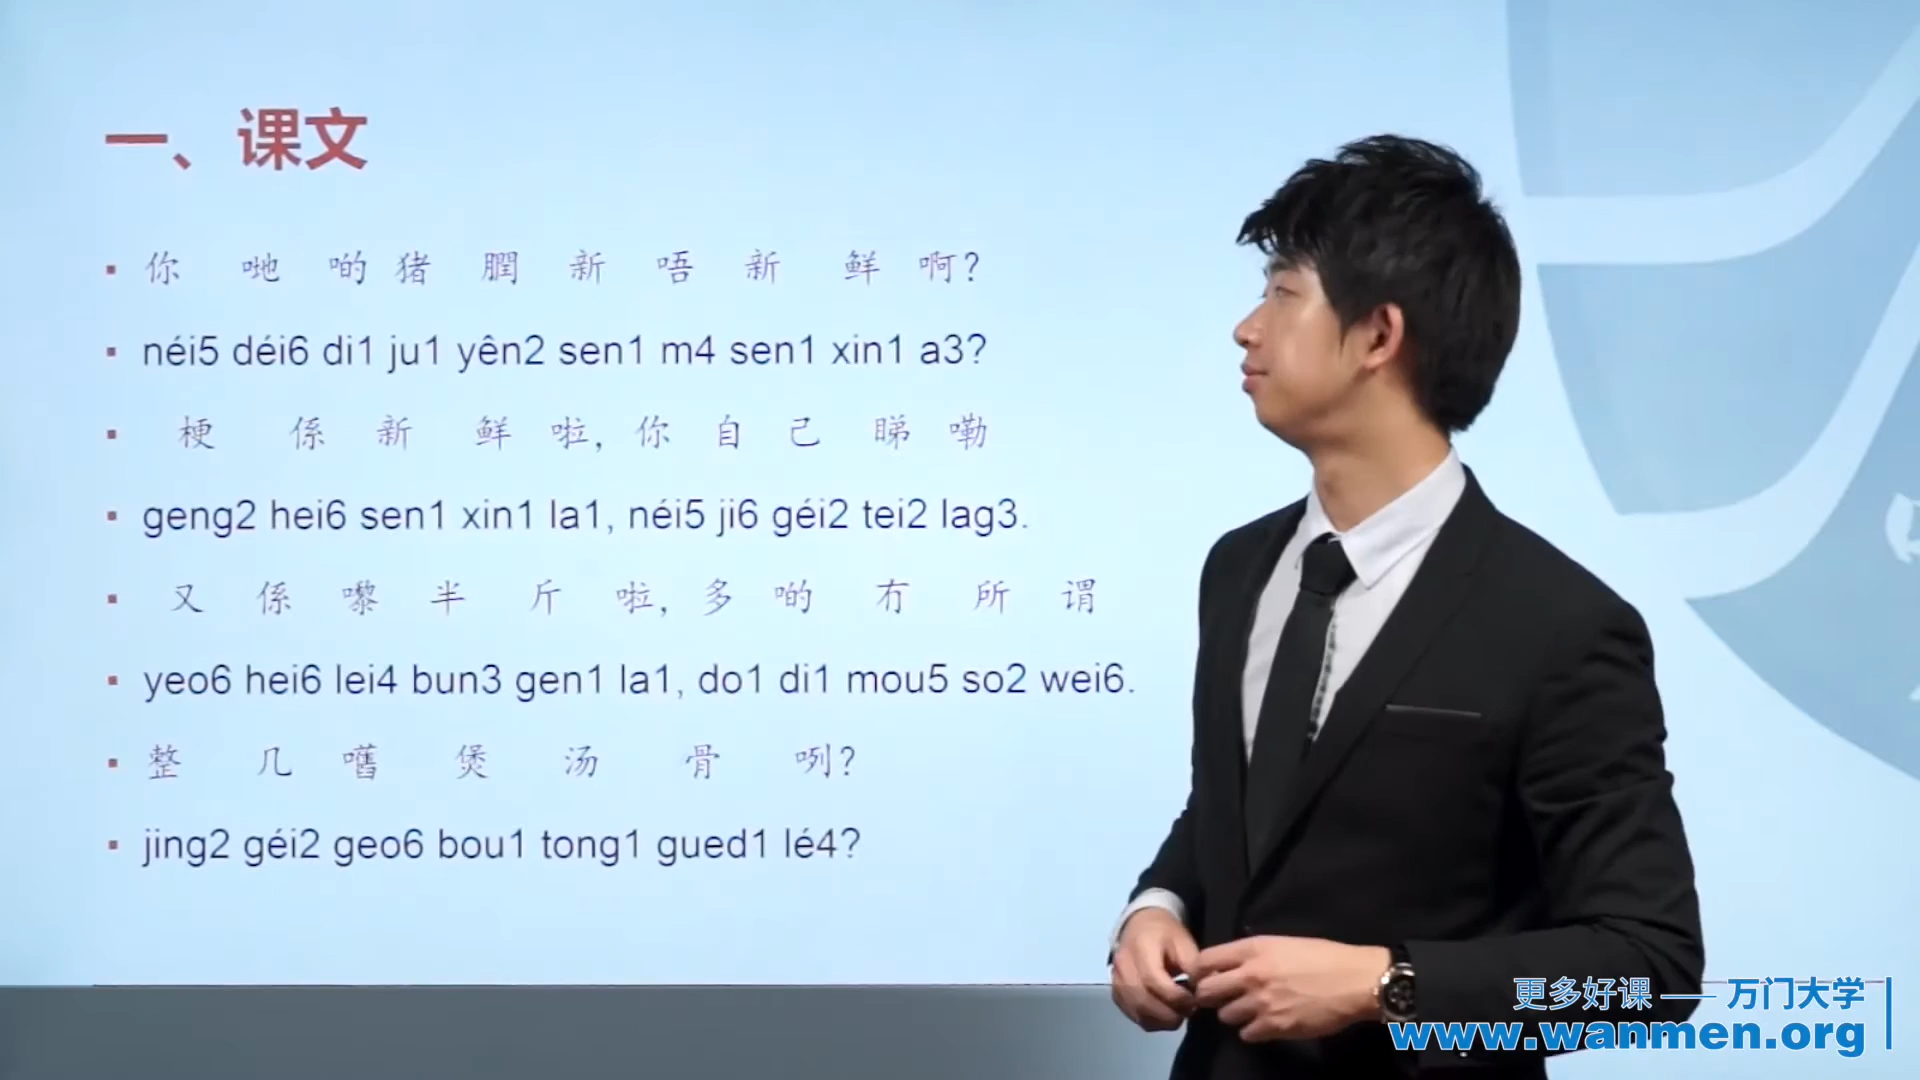 一、课文
你 哋 啲 猪 膶 新 唔 新 鲜 啊?
néi5 déi6 di1 ju1 yên2 sen1 m4 sen1 xin1 a3?
梗 係 新 鲜 啦, 你 自 己 睇 嘞
geng2 hei6 sen1 xin1 la1, néi5 ji6 géi2 tei2 lag3.
又 係 嚟 半 斤 啦, 多 啲 冇 所 谓
yeo6 hei6 lei4 bun3 gen1 la1, do1 di1 mou5 so2 wei6.
整 几 嚿 煲 汤 骨 咧?
jing2 géi2 geo6 bou1 tong1 gued1 lé4?
更多好课 —— 万门大学
www.wanmen.org